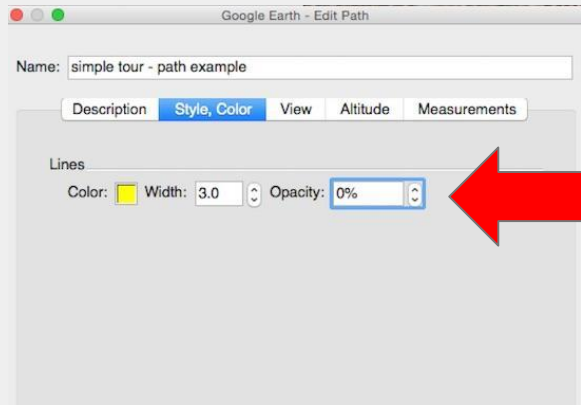 Google Earth - Edit Path
Name: simple tour - path example
Description Style, Color View Altitude Measurements
Lines
Color: Width: 3.0 Opacity: 0%